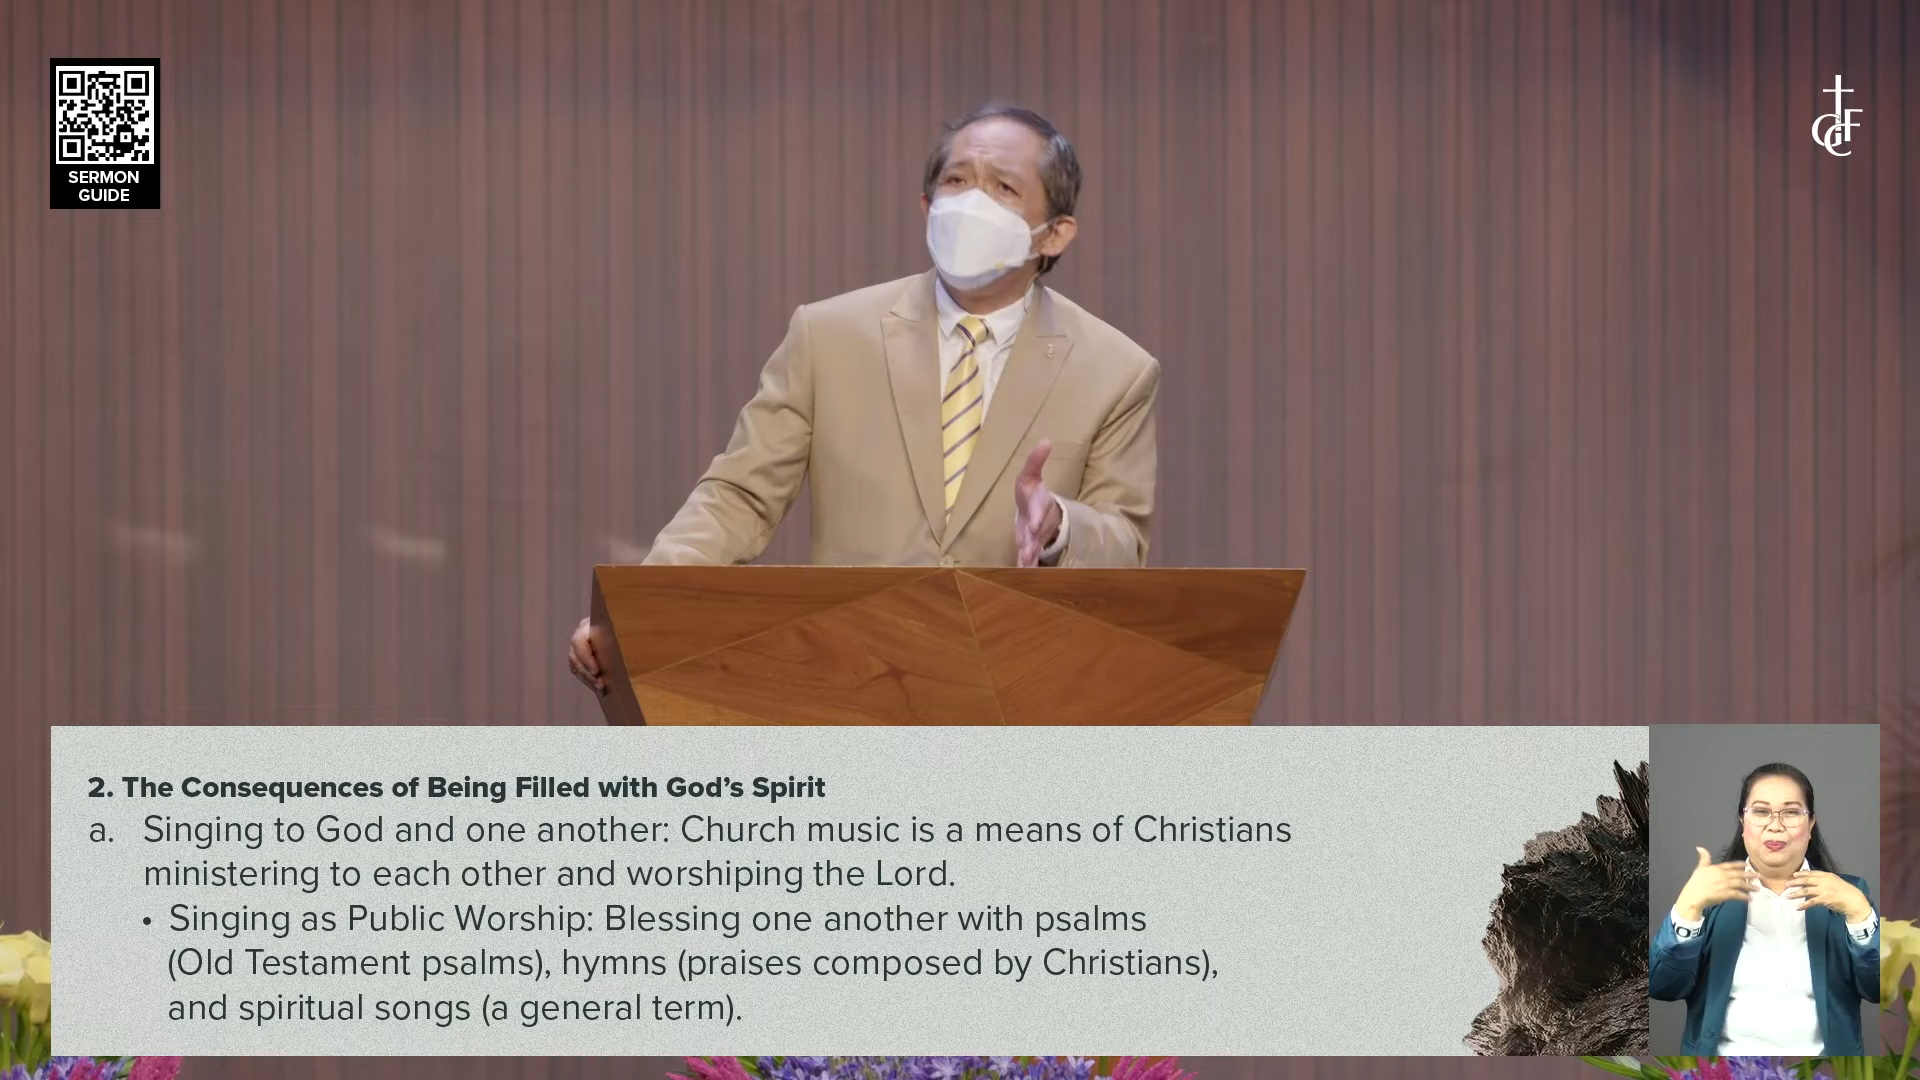 SERMON
GUIDE
GCF
2. The Consequences of Being Filled with God’s Spirit
a. Singing to God and one another: Church music is a means of Christians
ministering to each other and worshiping the Lord.
• Singing as Public Worship: Blessing one another with psalms
(Old Testament psalms), hymns (praises composed by Christians),
and spiritual songs (a general term).